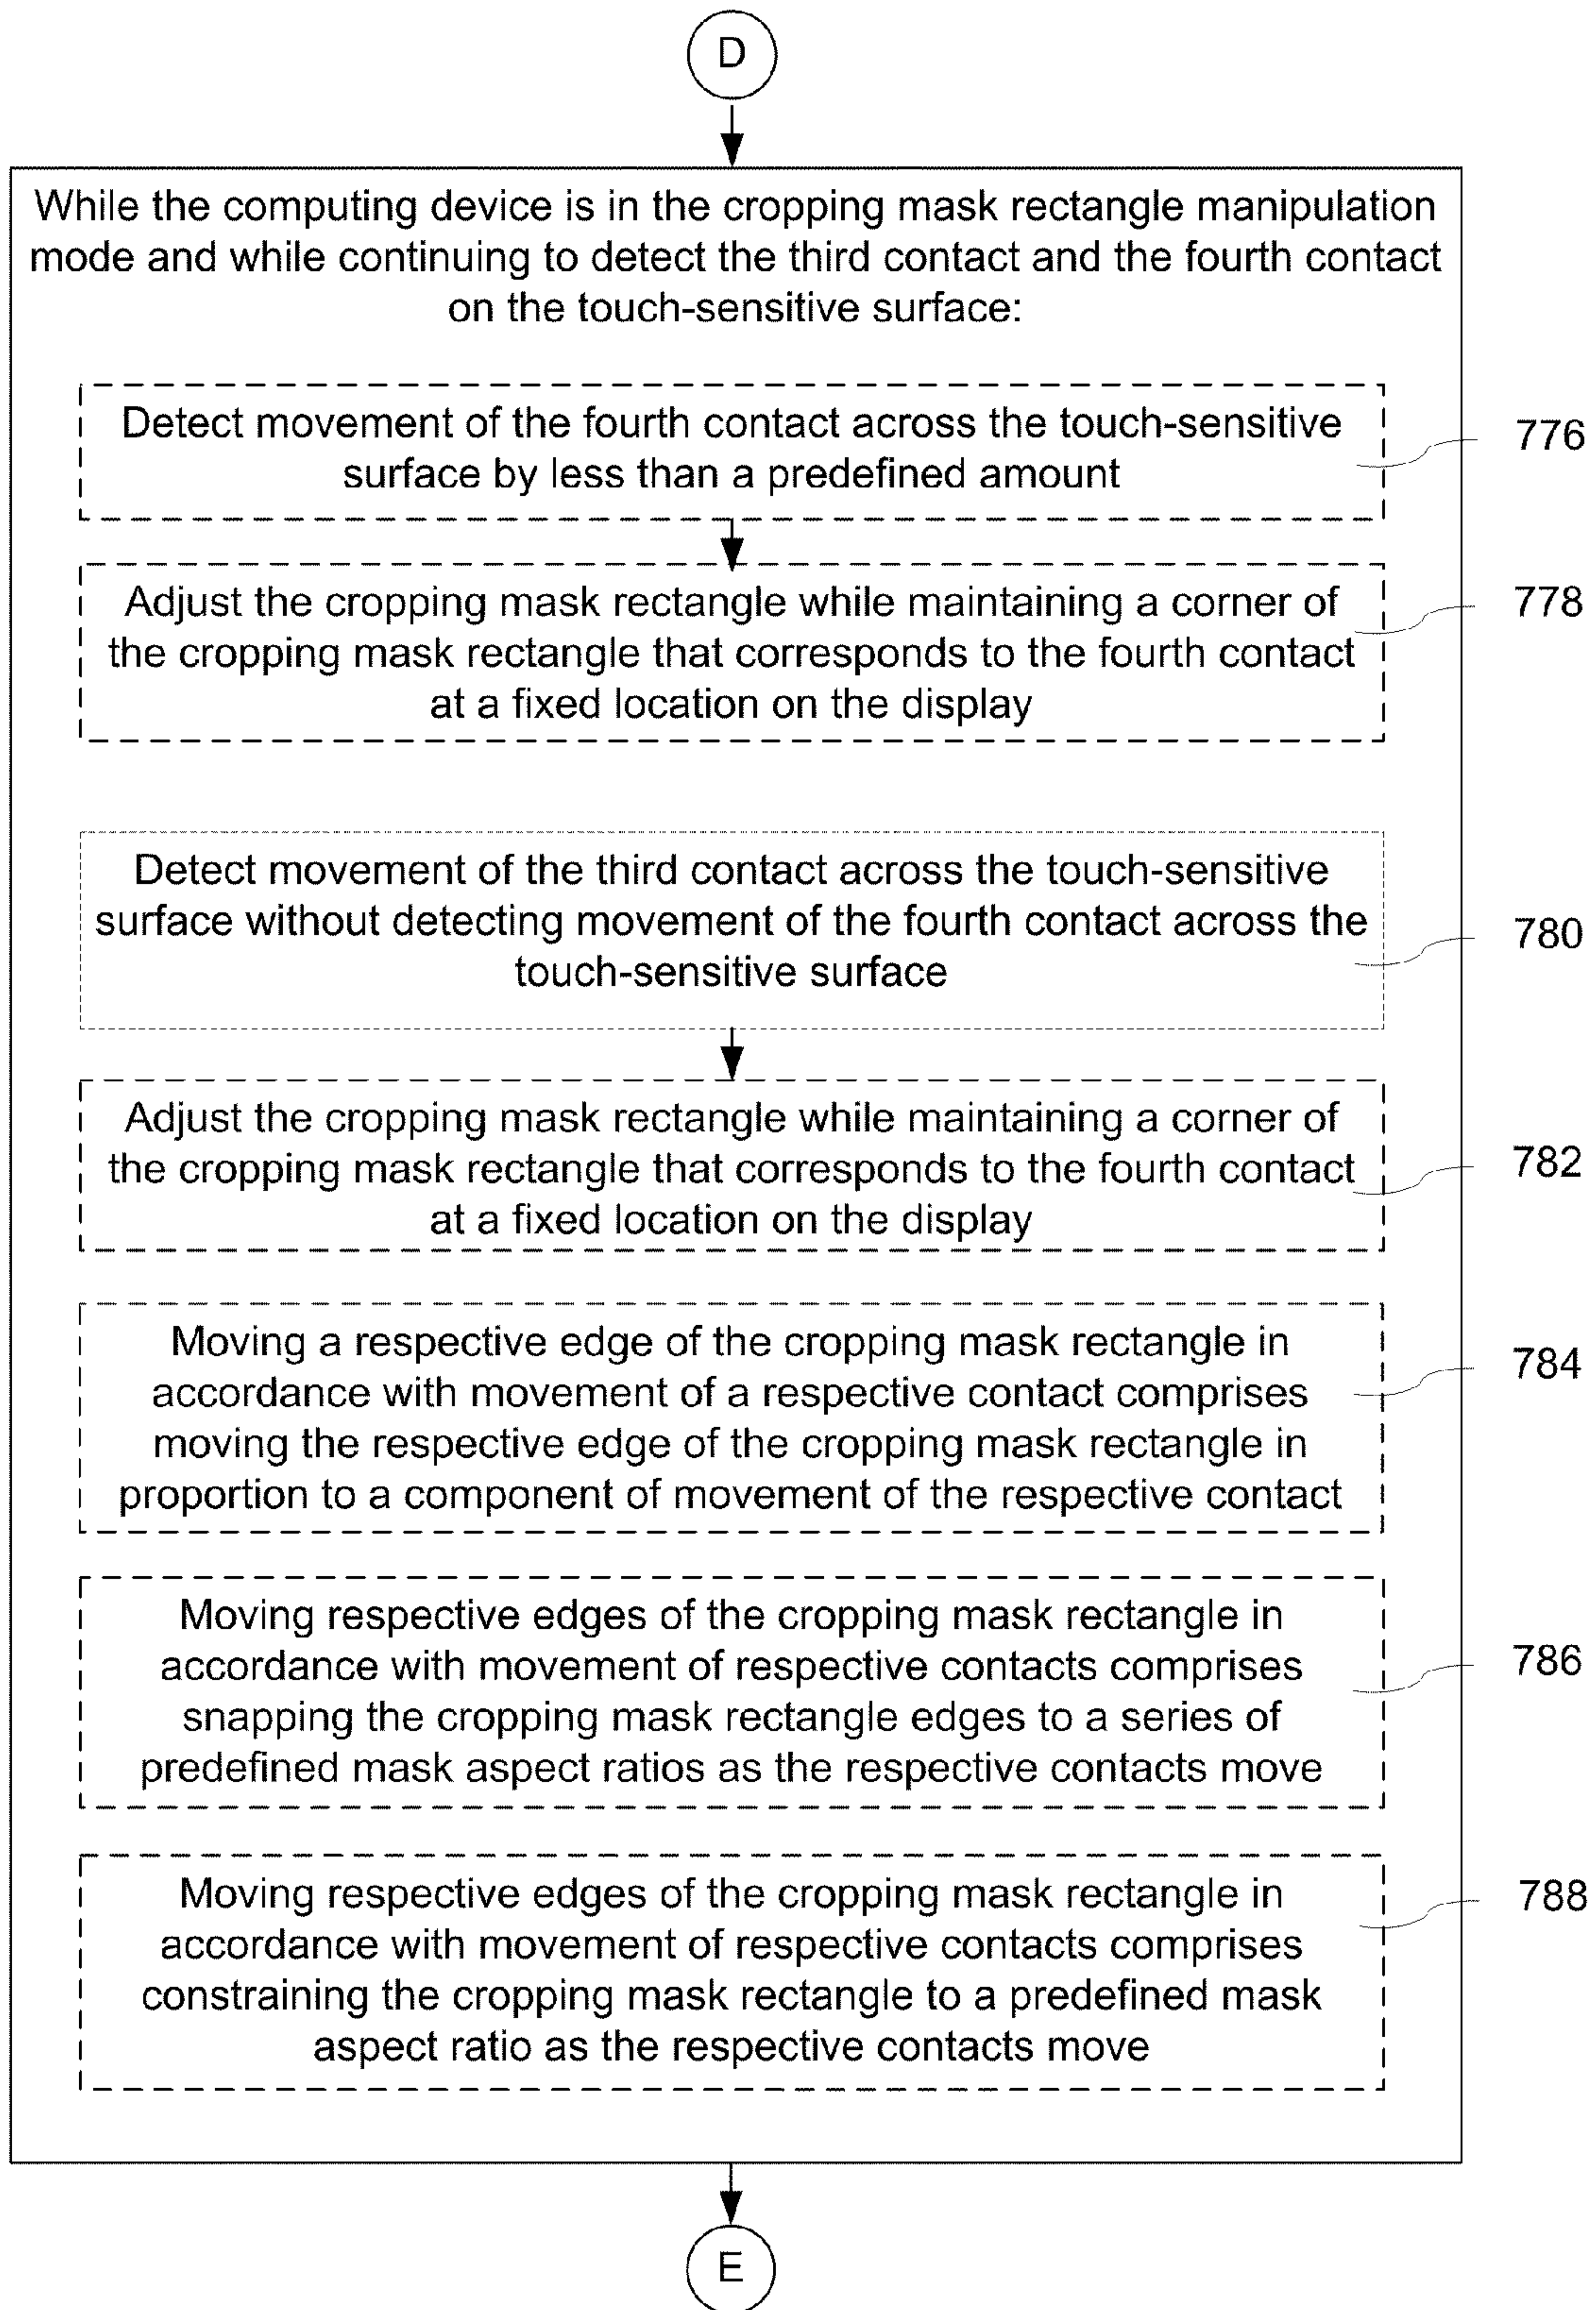 D
While the computing device is in the cropping mask rectangle manipulation
mode and while continuing to detect the third contact and the fourth contact
on the touch-sensitive surface:
Detect movement of the fourth contact across the touch-sensitive
surface by less than a predefined amount
776
Adjust the cropping mask rectangle while maintaining a corner of
the cropping mask rectangle that corresponds to the fourth contact
at a fixed location on the display
778
Detect movement of the third contact across the touch-sensitive
surface without detecting movement of the fourth contact across the
touch-sensitive surface
780
Adjust the cropping mask rectangle while maintaining a corner of
the cropping mask rectangle that corresponds to the fourth contact
at a fixed location on the display
782
Moving a respective edge of the cropping mask rectangle in
accordance with movement of a respective contact comprises
moving the respective edge of the cropping mask rectangle in
proportion to a component of movement of the respective contact
784
Moving respective edges of the cropping mask rectangle in
accordance with movement of respective contacts comprises
snapping the cropping mask rectangle edges to a series of
predefined mask aspect ratios as the respective contacts move
786
Moving respective edges of the cropping mask rectangle in
accordance with movement of respective contacts comprises
constraining the cropping mask rectangle to a predefined mask
aspect ratio as the respective contacts move
788
E